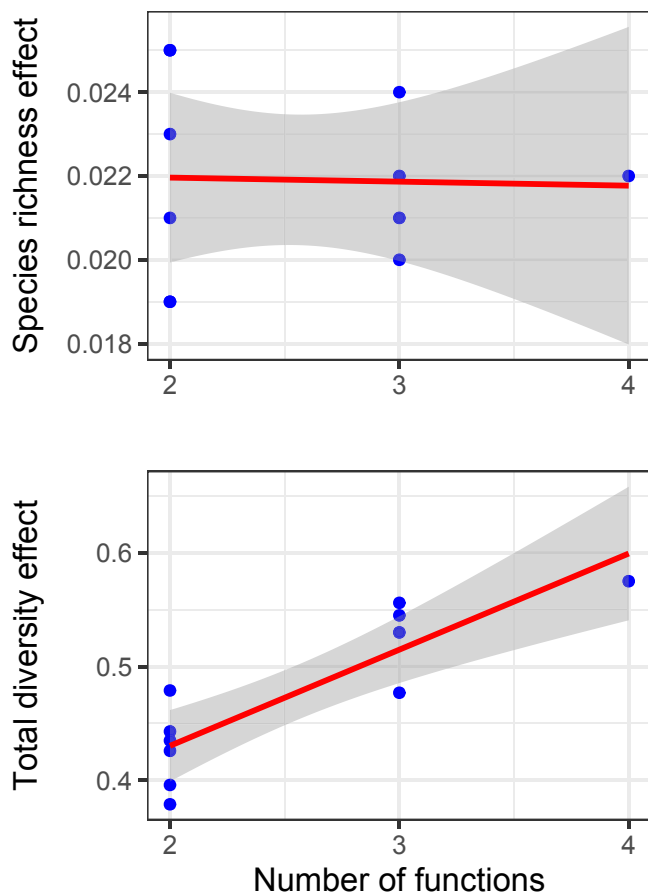 Species richness effect
0.024
0.022
0.020
0.018
2 3 4
Total diversity effect
0.6
0.5
0.4
2 3 4
Number of functions